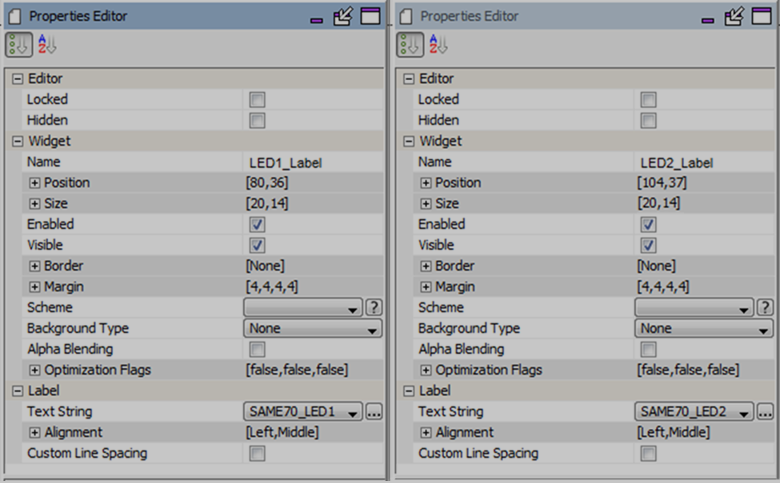 Properties Editor
Editor
Locked
Hidden
Widget
Name LED1_Label
Position [80,36]
Size [20,14]
Enabled
Visible
Border [None]
Margin [4,4,4,4]
Scheme ?
Background Type None
Alpha Blending
Optimization Flags [false,false,false]
Label
Text String SAME70_LED1 ...
Alignment [Left,Middle]
Custom Line Spacing
Properties Editor
Editor
Locked
Hidden
Widget
Name LED2_Label
Position [104,37]
Size [20,14]
Enabled
Visible
Border [None]
Margin [4,4,4,4]
Scheme ?
Background Type None
Alpha Blending
Optimization Flags [false,false,false]
Label
Text String SAME70_LED2 ...
Alignment [Left,Middle]
Custom Line Spacing